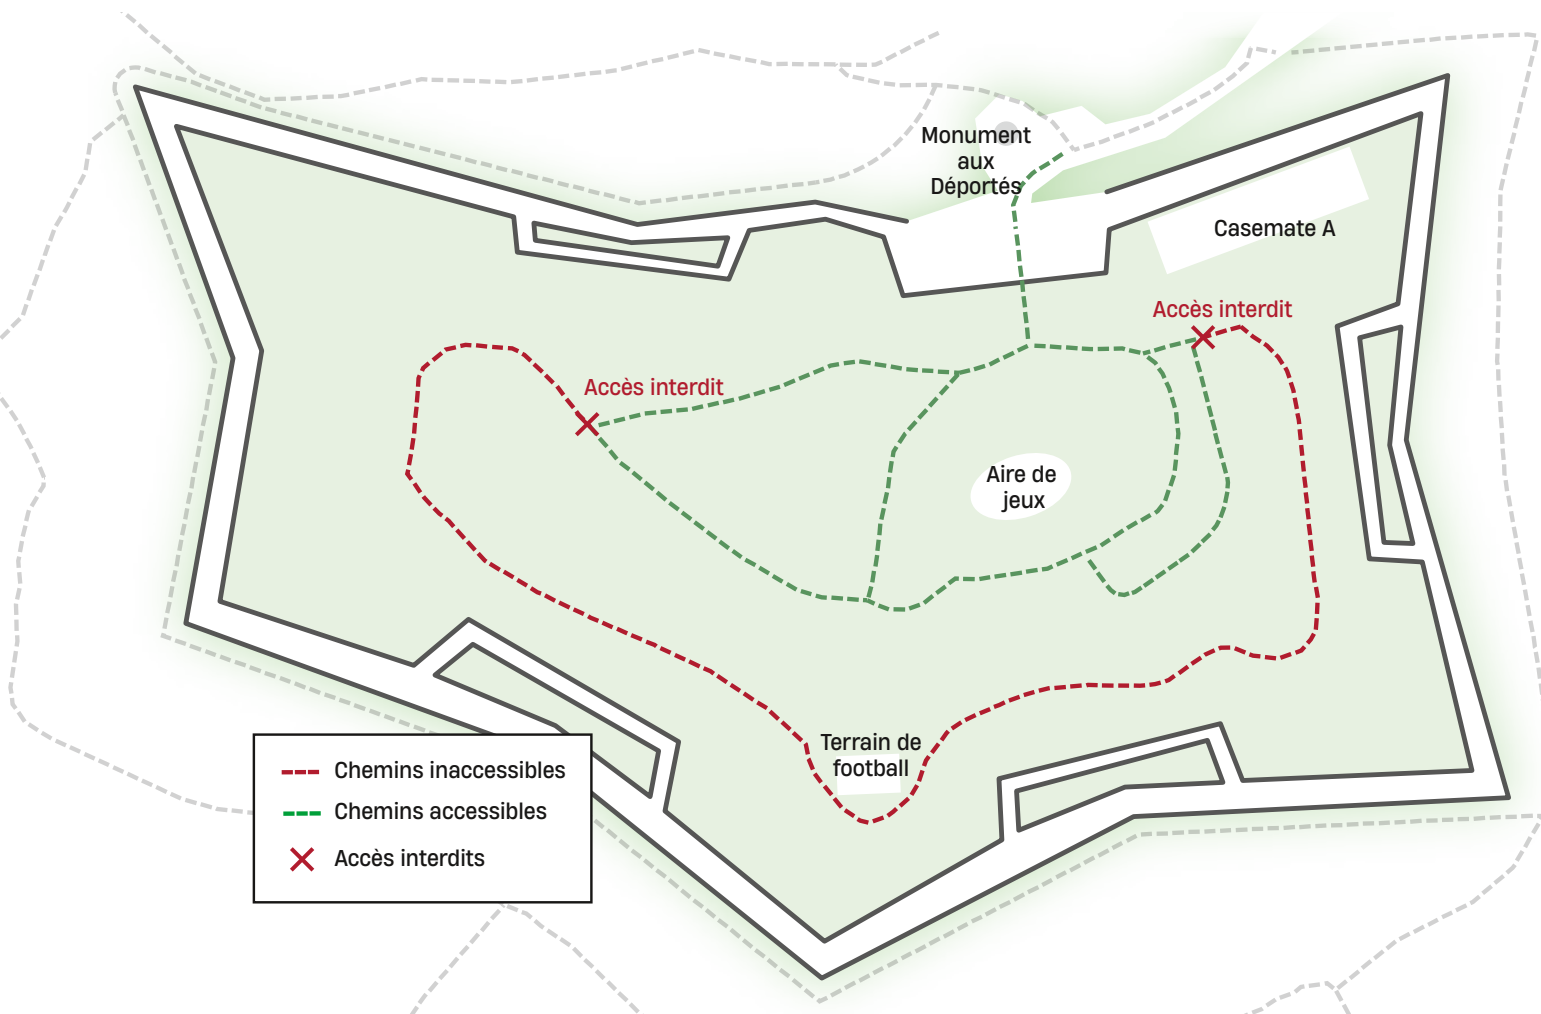 Monument
aux
Déportés
Casemate A
Accès interdit
Accès interdit
Aire de
jeux
Terrain de
football
Chemins inaccessibles
Chemins accessibles
Accès interdits